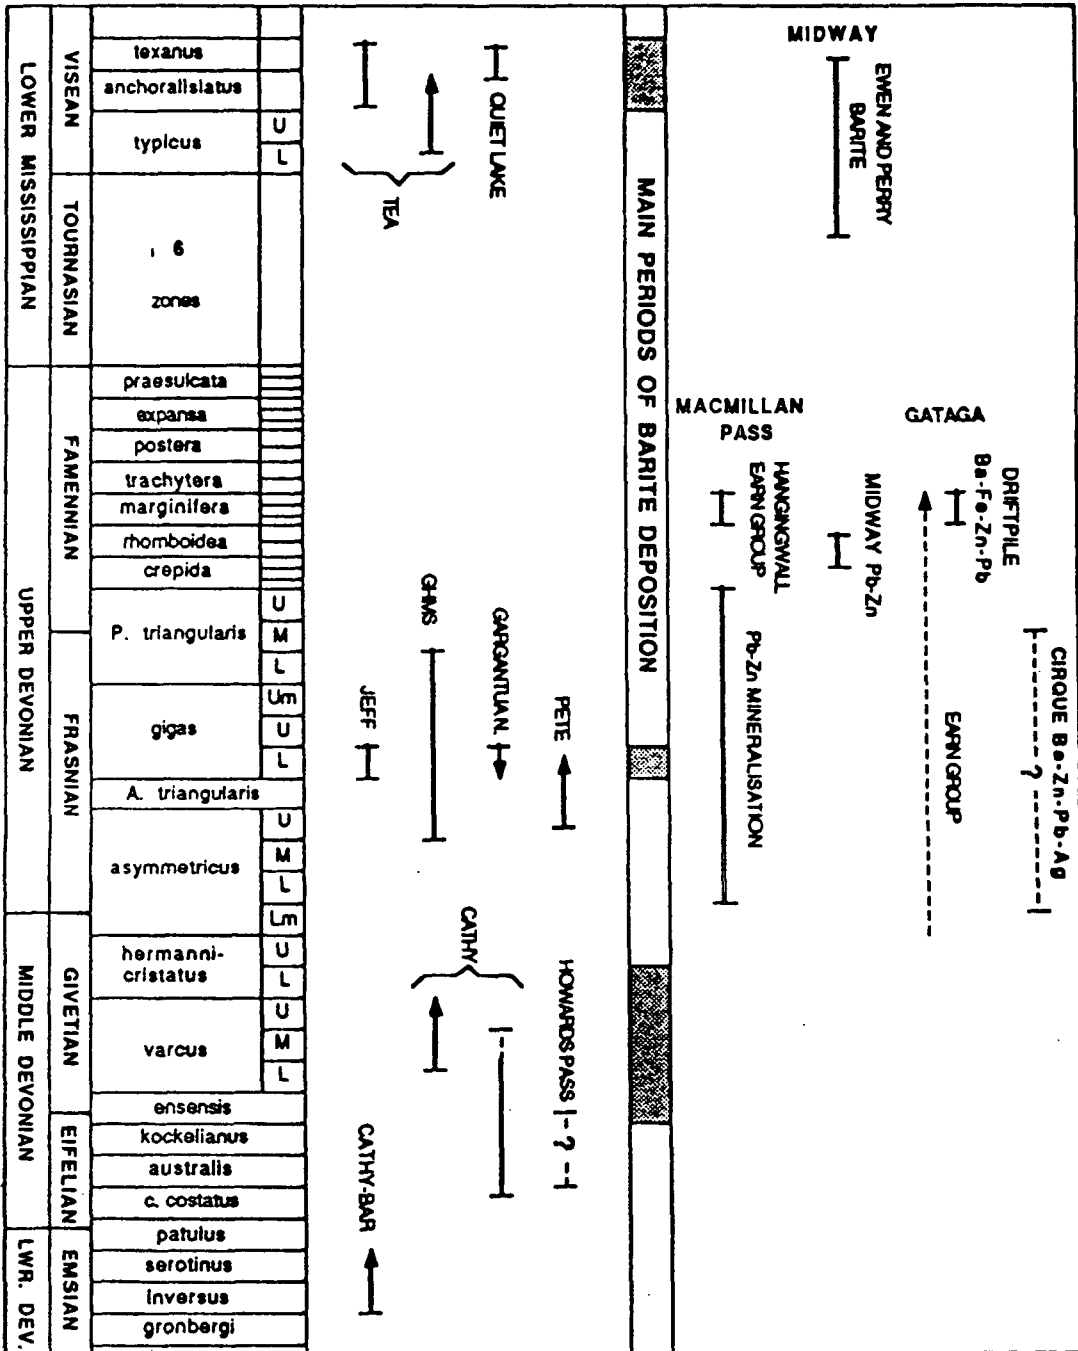 LOWER MISSISSIPPIAN
UPPER DEVONIAN
MIDDLE DEVONIAN
LWR. DEV.
VISEAN
TOURNASIAN
FAMENNIAN
FRASNIAN
GIVETIAN
EIFELIAN
EMSIAN
texanus
anchoralislatus
typicus
U
L
6
zones
praesulcata
expansa
postera
trachytera
marginifera
rhomboidea
crepida
P. triangularis
U
M
L
gigas
Um
U
L
A. triangularis
asymmetricus
U
M
L
Lm
hermanni-
cristatus
U
L
varcus
U
M
L
ensensis
kockelianus
australis
c. costatus
patulus
serotinus
inversus
gronbergi
TEA
QUIET LAKE
JEFF
GHMS
GARGANTUAN.
PETE
CATHY
HOWARDS PASS
?
CATHY-BAR
MAIN PERIODS OF BARITE DEPOSITION
MIDWAY
EWEN AND PERRY
BARITE
MACMILLAN
PASS
HANGINGWALL
EARN GROUP
Pb-Zn MINERALISATION
MIDWAY Pb-Zn
GATAGA
DRIFTPILE
Ba-Fe-Zn-Pb
EARN GROUP
CIRQUE Ba-Zn-Pb-Ag
?